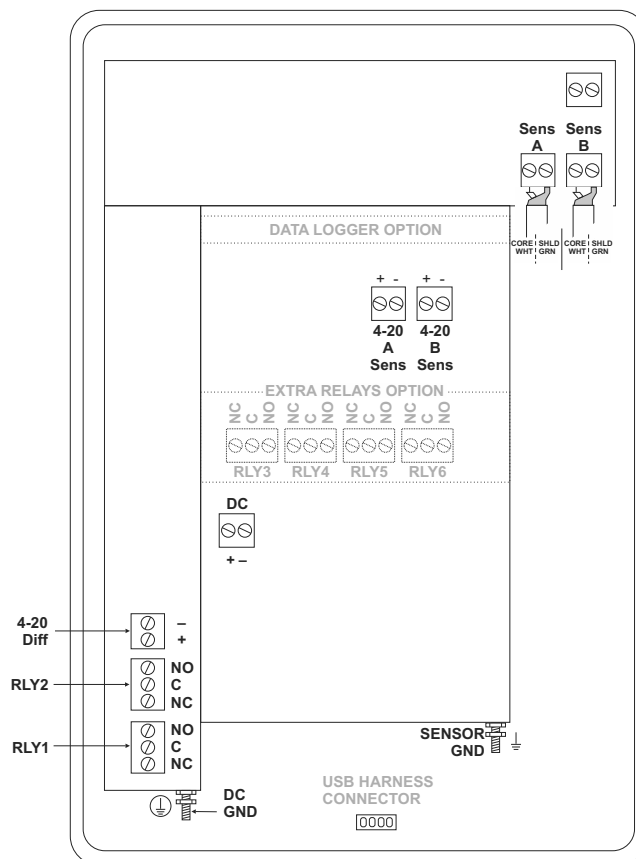 Sens Sens
A B
CORE SHLD CORE SHLD
WHT GRN WHT GRN
DATA LOGGER OPTION
+ - + -
4-20 4-20
A B
Sens Sens
EXTRA RELAYS OPTION
NC C NO NC C NO NC C NO NC C NO
RLY3 RLY4 RLY5 RLY6
DC
+ –
4-20
Diff
–
+
RLY2
NO
C
NC
RLY1
NO
C
NC
SENSOR
GND
DC
GND
USB HARNESS
CONNECTOR